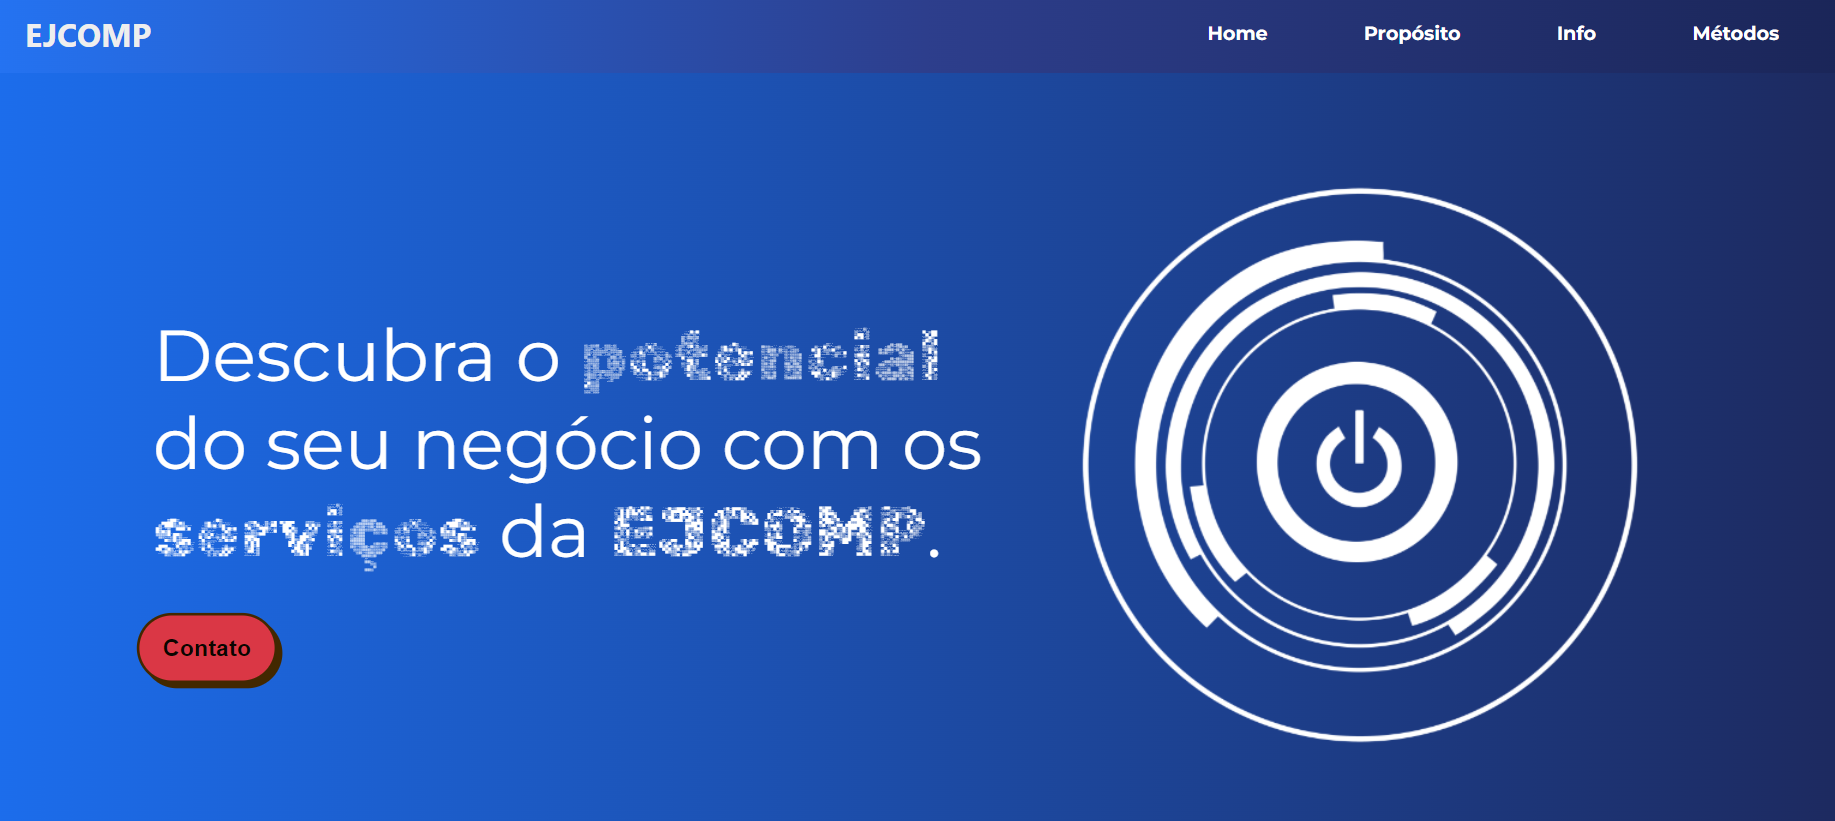 EJCOMP
Home Propósito Info Métodos
Descubra o potencial
do seu negócio com os
serviços da EJCOMP.
Contato